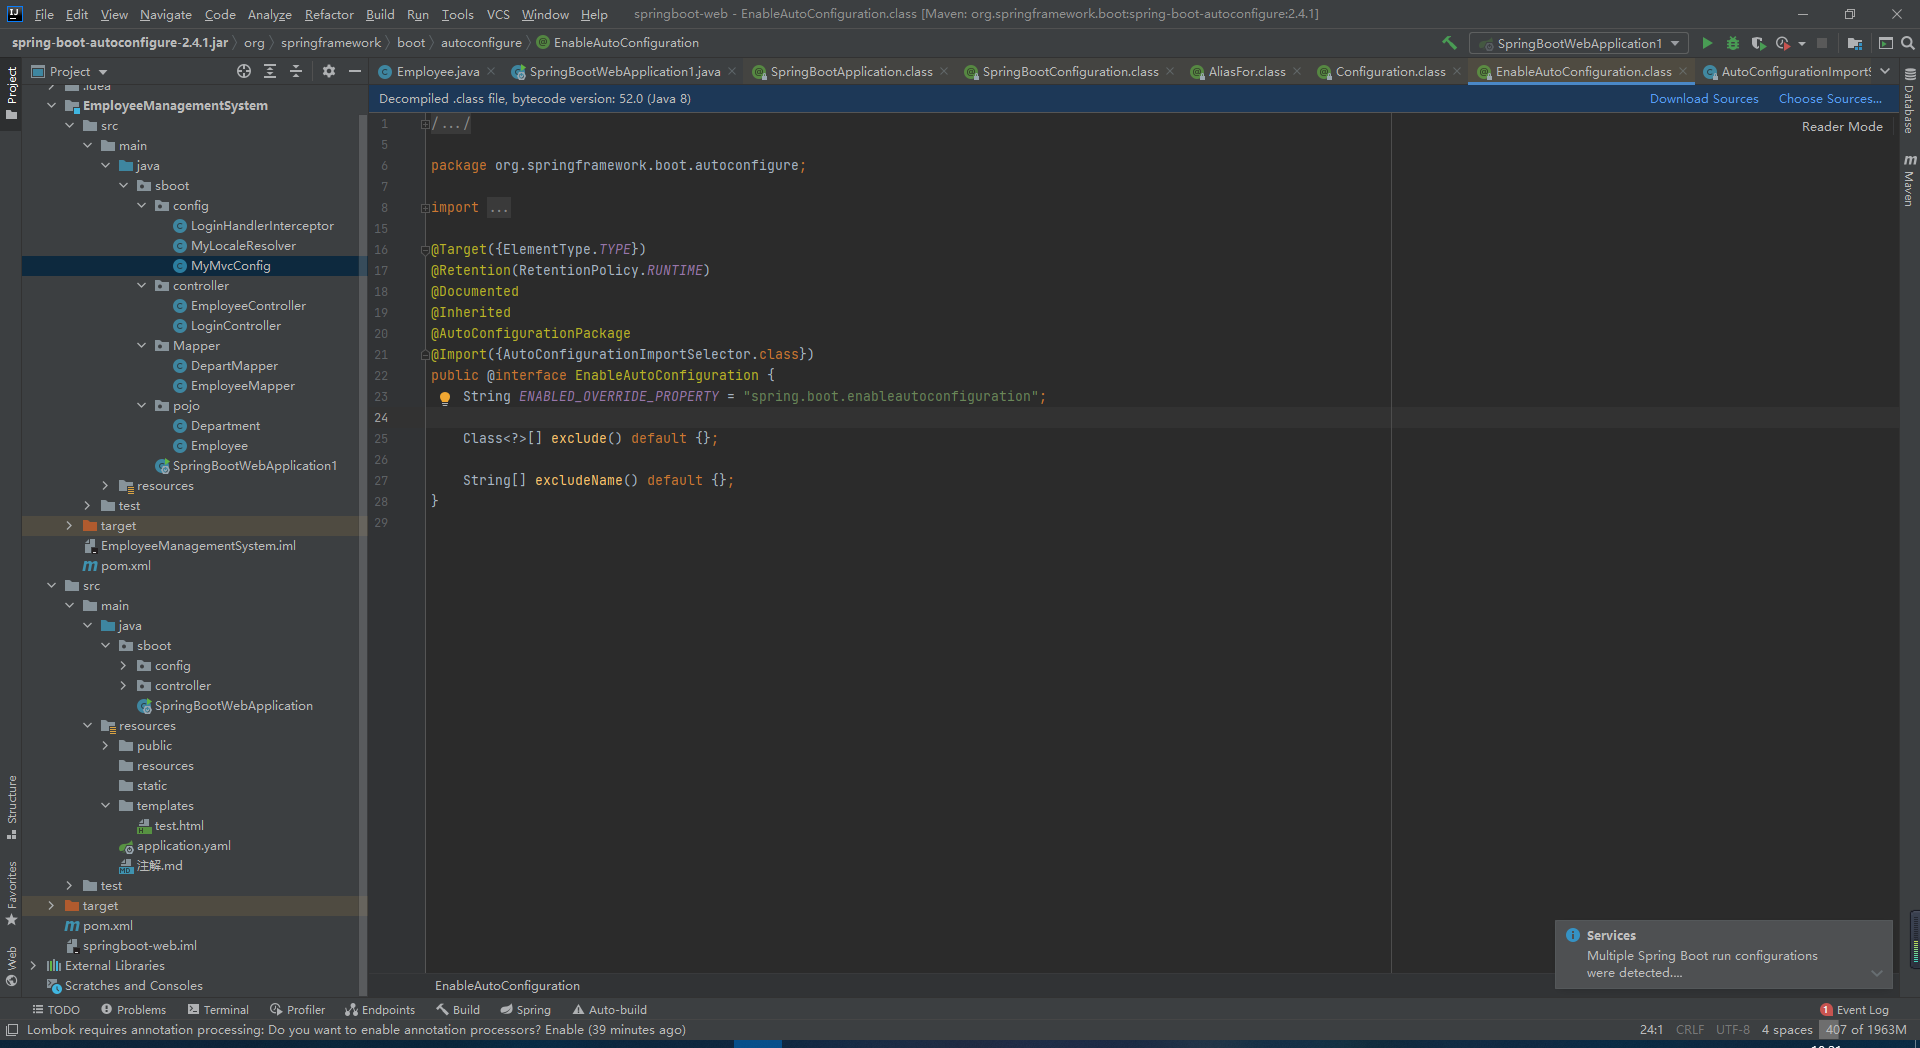 File Edit View Navigate Code Analyze Refactor Build Run Tools VCS Window Help springboot-web - EnableAutoConfiguration.class [Maven: org.springframework.boot:spring-boot-autoconfigure:2.4.1]
spring-boot-autoconfigure-2.4.1.jar org springframework boot autoconfigure EnableAutoConfiguration SpringBootWebApplication1
Project
Project
Employee.java SpringBootWebApplication1.java SpringBootApplication.class SpringBootConfiguration.class AliasFor.class Configuration.class EnableAutoConfiguration.class AutoConfigurationImportS
Decompiled .class file, bytecode version: 52.0 (Java 8) Download Sources Choose Sources...
Reader Mode
Database
Maven
.idea
EmployeeManagementSystem
src
main
java
sboot
config
LoginHandlerInterceptor
MyLocaleResolver
MyMvcConfig
controller
EmployeeController
LoginController
Mapper
DepartMapper
EmployeeMapper
pojo
Department
Employee
SpringBootWebApplication1
resources
test
target
EmployeeManagementSystem.iml
pom.xml
src
main
java
sboot
config
controller
SpringBootWebApplication
resources
public
resources
static
templates
test.html
application.yaml
注解.md
test
target
pom.xml
springboot-web.iml
External Libraries
Scratches and Consoles
Structure
Favorites
Web
1 /.../
5
6 package org.springframework.boot.autoconfigure;
7
8 import ...
15
16 @Target({ElementType.TYPE})
17 @Retention(RetentionPolicy.RUNTIME)
18 @Documented
19 @Inherited
20 @AutoConfigurationPackage
21 @Import({AutoConfigurationImportSelector.class})
22 public @interface EnableAutoConfiguration {
23 String ENABLED_OVERRIDE_PROPERTY = "spring.boot.enableautoconfiguration";
24
25 Class<?>[] exclude() default {};
26
27 String[] excludeName() default {};
28 }
29
EnableAutoConfiguration
Services
Multiple Spring Boot run configurations
were detected....
TODO Problems Terminal Profiler Endpoints Build Spring Auto-build 1 Event Log
Lombok requires annotation processing: Do you want to enable annotation processors? Enable (39 minutes ago) 24:1 CRLF UTF-8 4 spaces 407 of 1963M